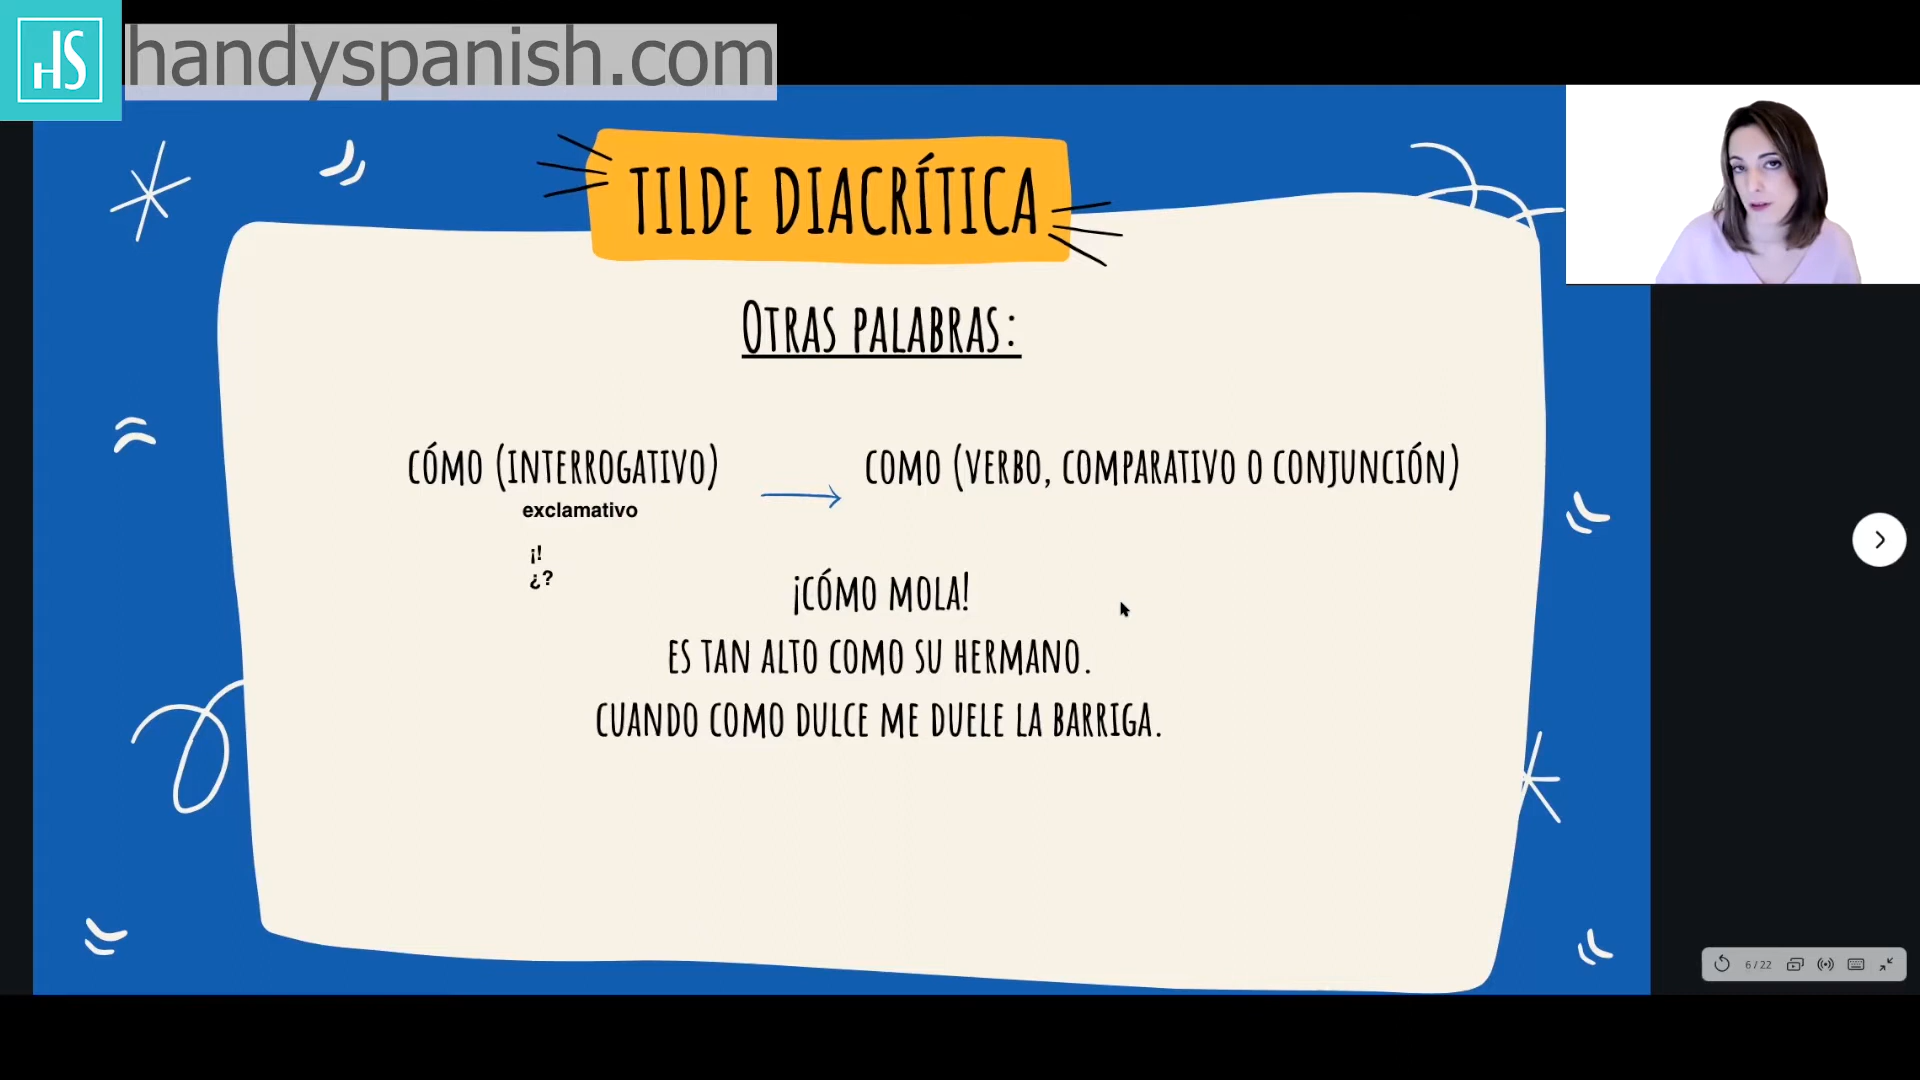 HS
handyspanish.com
TILDE DIACRÍTICA
OTRAS PALABRAS:
CÓMO (INTERROGATIVO)
COMO (VERBO, COMPARATIVO O CONJUNCIÓN)
exclamativo
¡!
¿?
¡CÓMO MOLA!
ES TAN ALTO COMO SU HERMANO.
CUANDO COMO DULCE ME DUELE LA BARRIGA.
6 / 22